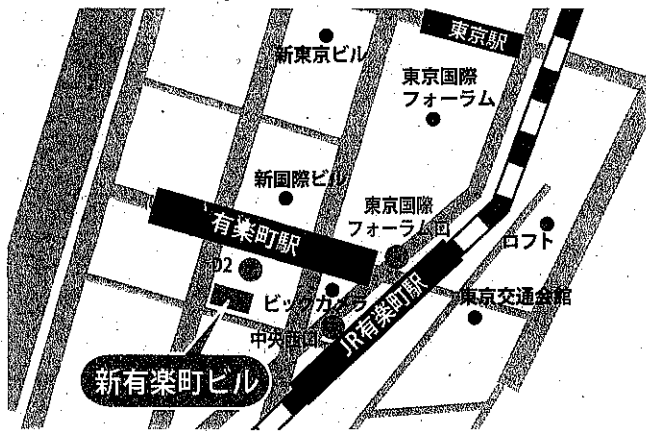 東京駅
新東京ビル
東京国際
フォーラム
新国際ビル
有楽町駅
東京国際
フォーラム口
ロフト
D2
ビックカメラ
東京交通会館
中央西口
JR有楽町駅
新有楽町ビル